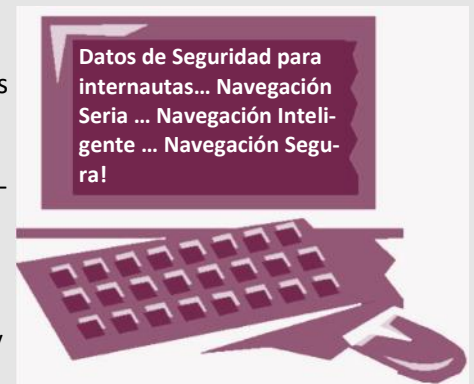 Datos de Seguridad para
internautas… Navegación
s
Seria … Navegación Inteli-
gente … Navegación Segu-
ra!
-
y